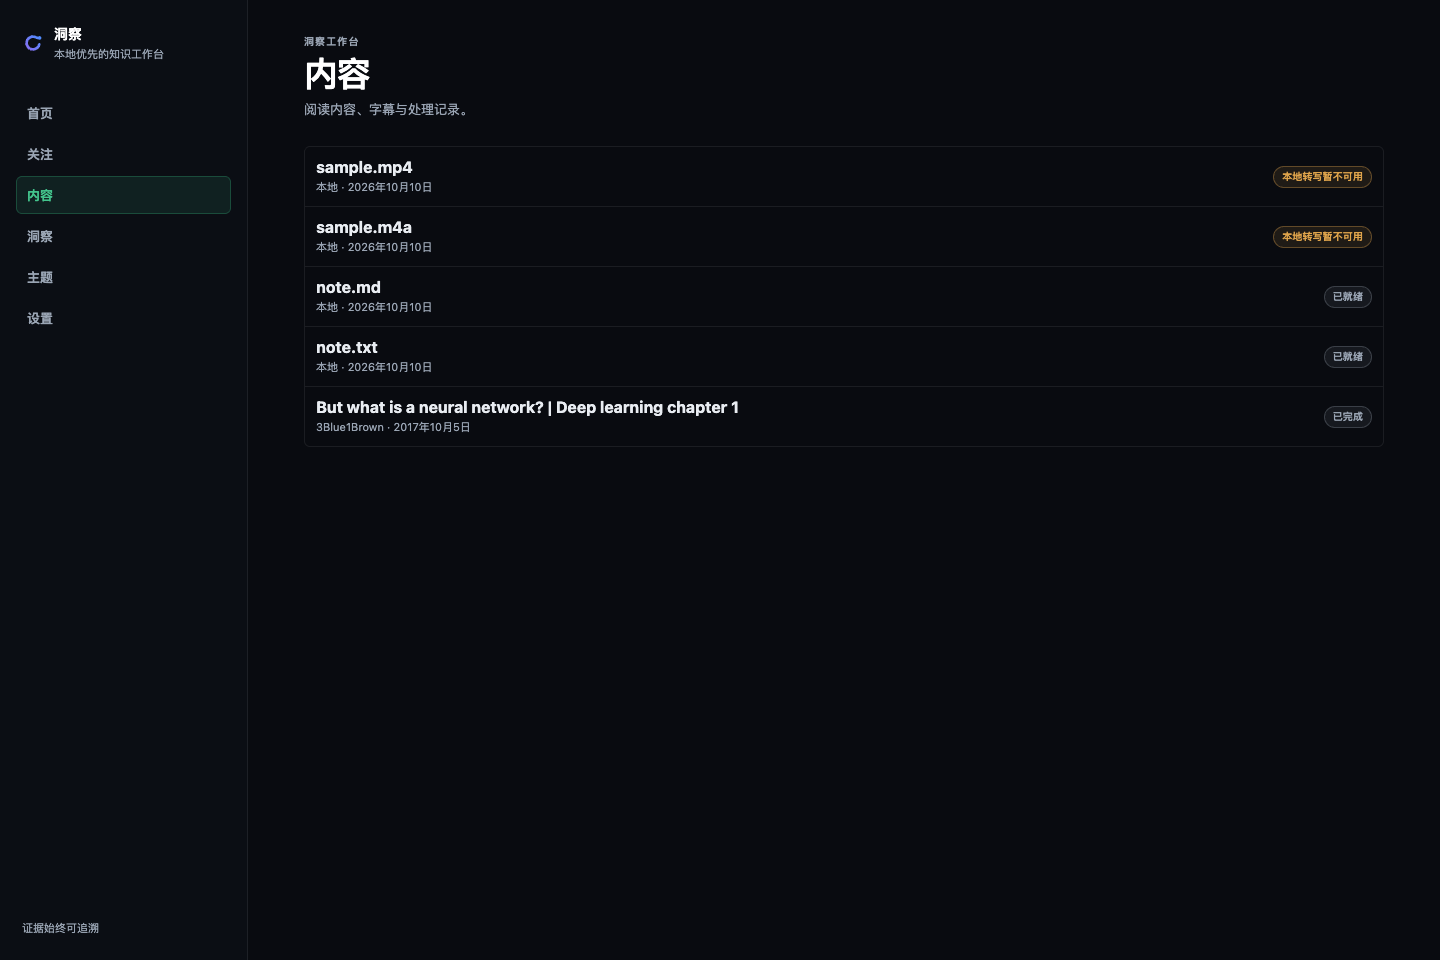 洞察
本地优先的知识工作台
首页
关注
内容
洞察
主题
设置
证据始终可追溯
洞察工作台
内容
阅读内容、字幕与处理记录。
sample.mp4
本地 · 2026年10月10日
本地转写暂不可用
sample.m4a
本地 · 2026年10月10日
本地转写暂不可用
note.md
本地 · 2026年10月10日
已就绪
note.txt
本地 · 2026年10月10日
已就绪
But what is a neural network? | Deep learning chapter 1
3Blue1Brown · 2017年10月5日
已完成